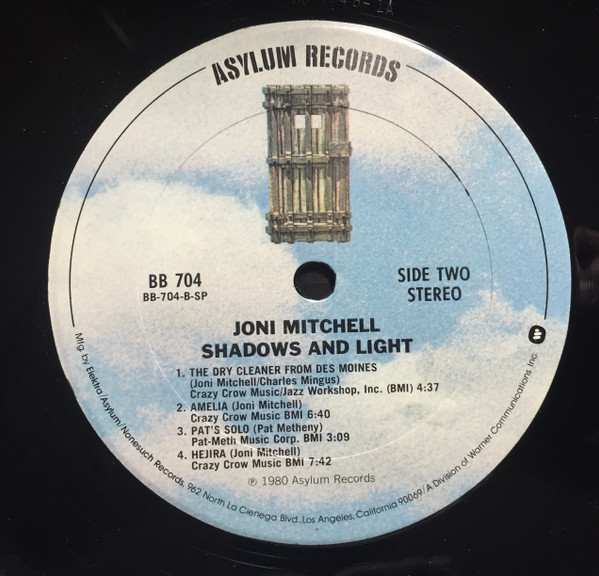 ASYLUM RECORDS
BB 704
BB-704-B-SP
SIDE TWO
STEREO
JONI MITCHELL
SHADOWS AND LIGHT
1. THE DRY CLEANER FROM DES MOINES
(Joni Mitchell/Charles Mingus)
Crazy Crow Music/Jazz Workshop, Inc. (BMI) 4:37
2. AMELIA (Joni Mitchell)
Crazy Crow Music BMI 6:40
3. PAT'S SOLO (Pat Metheny)
Pat-Meth Music Corp. BMI 3:09
4. HEJIRA (Joni Mitchell)
Crazy Crow Music BMI 7:42
℗ 1980 Asylum Records
Mfg. by Elektra/Asylum/Nonesuch Records, 962 North La Cienega Blvd., Los Angeles, California 90069/A Division of Warner Communications Inc.